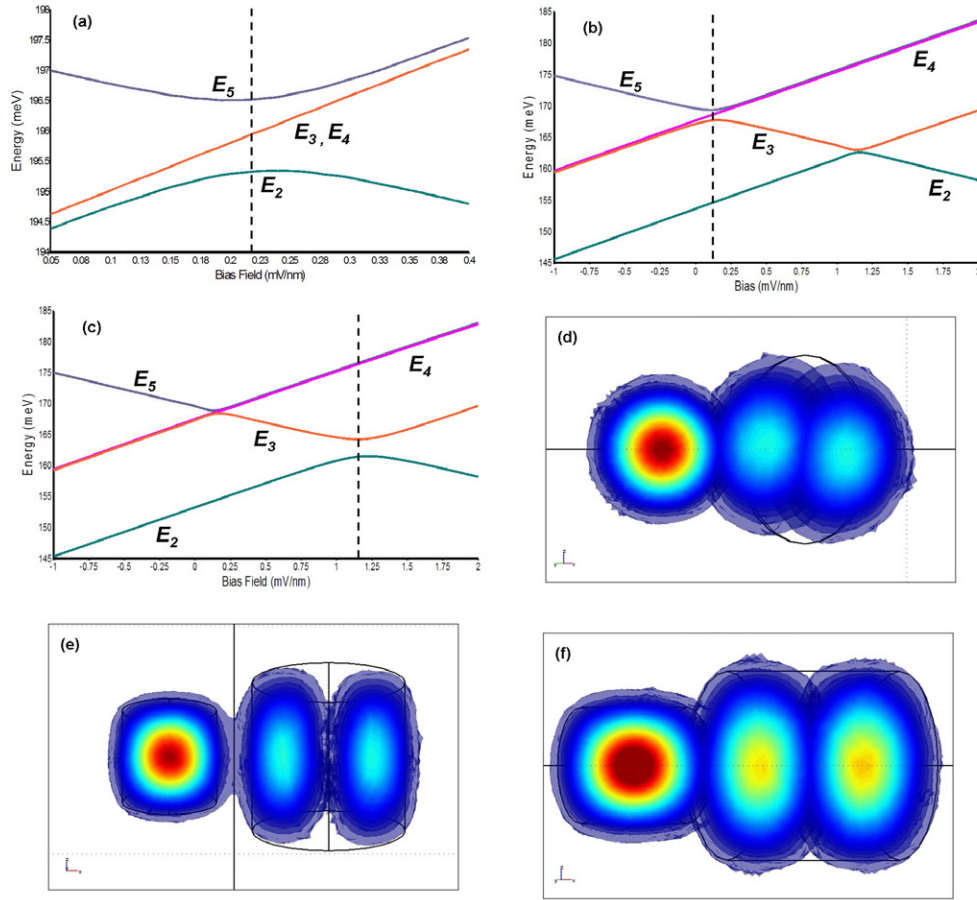 (a)
198
197.5
197
196.5
196
195.5
195
194.5
194
Energy (meV)
E5
E3 , E4
E2
0.05 0.08 0.1 0.13 0.15 0.18 0.2 0.23 0.25 0.28 0.3 0.33 0.35 0.38 0.4
Bias Field (mV/nm)
(b)
185
180
175
170
165
160
155
150
145
Energy (meV)
E5
E4
E3
E2
-1 -0.75 -0.5 -0.25 0 0.25 0.5 0.75 1 1.25 1.5 1.75
Bias (mV/nm)
(c)
185
180
175
170
165
160
155
150
145
Energy (meV)
E5
E4
E3
E2
-1 -0.75 -0.5 -0.25 0 0.25 0.5 0.75 1 1.25 1.5 1.75 2
Bias Field (mV/nm)
(d)
(e)
(f)